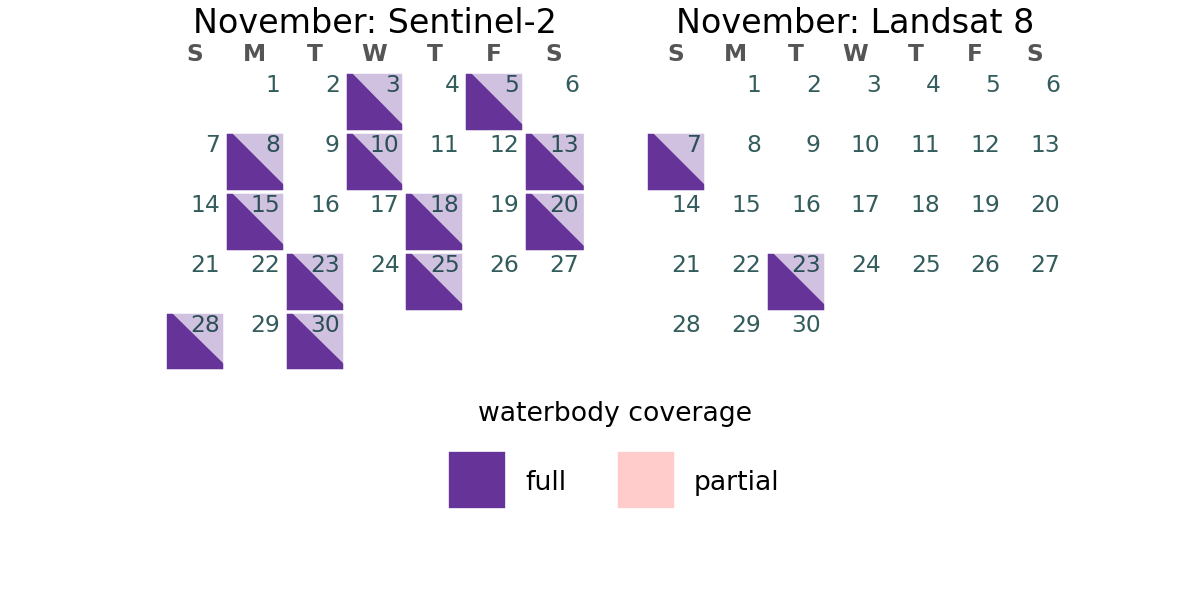 November: Sentinel-2
S M T W T F S
1 2 3 4 5 6
7 8 9 10 11 12 13
14 15 16 17 18 19 20
21 22 23 24 25 26 27
28 29 30
November: Landsat 8
S M T W T F S
1 2 3 4 5 6
7 8 9 10 11 12 13
14 15 16 17 18 19 20
21 22 23 24 25 26 27
28 29 30
waterbody coverage
full partial